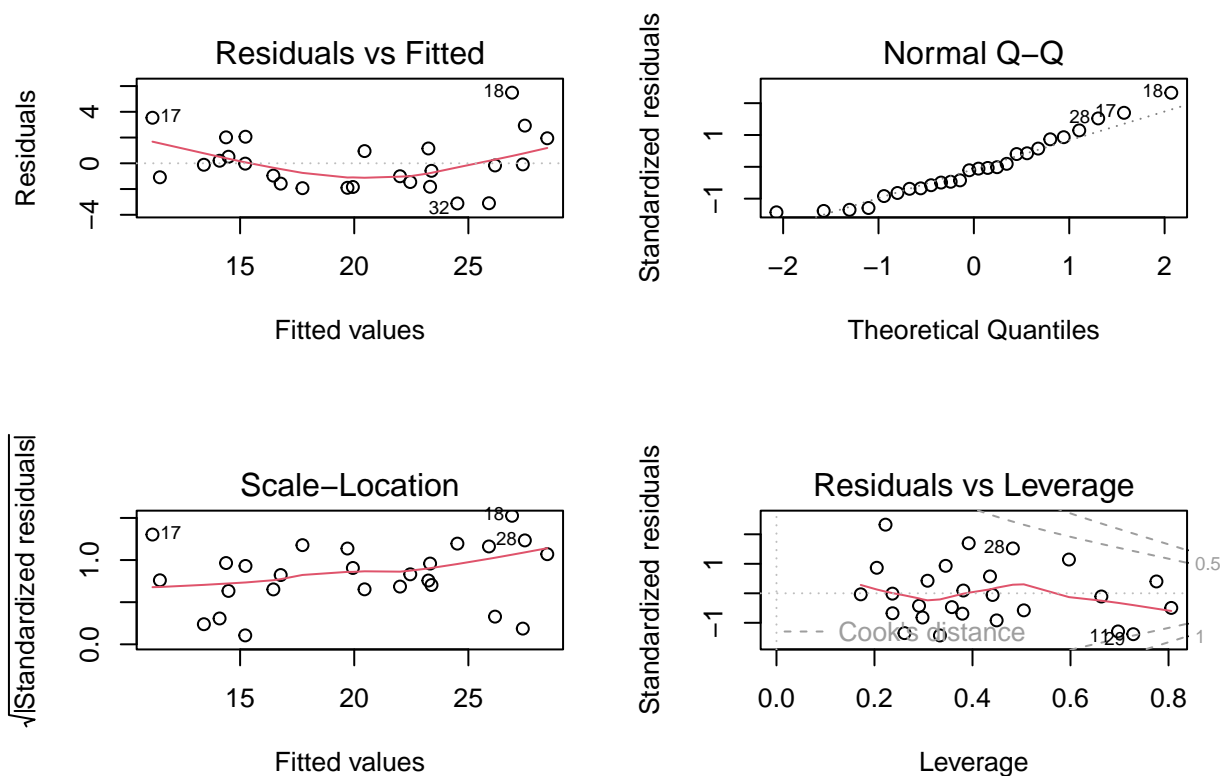 Residuals vs Fitted
Residuals
−4 0 4
17
18
32
15 20 25
Fitted values
Normal Q−Q
Standardized residuals
−1 1
28
17
18
−2 −1 0 1 2
Theoretical Quantiles
Scale−Location
√|Standardized residuals|
0.0 1.0
17
18
28
15 20 25
Fitted values
Residuals vs Leverage
Standardized residuals
−1 1
28
11
29
Cook's distance
0.5
1
0.0 0.2 0.4 0.6 0.8
Leverage